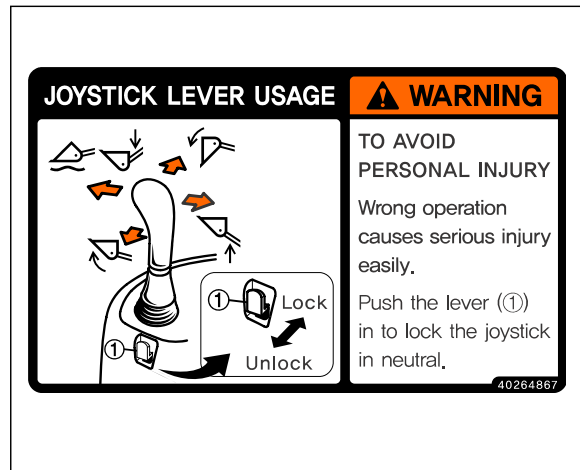 JOYSTICK LEVER USAGE
① Lock
Unlock
①
WARNING
TO AVOID
PERSONAL INJURY
Wrong operation
causes serious injury
easily.
Push the lever (①)
in to lock the joystick
in neutral.
40264867